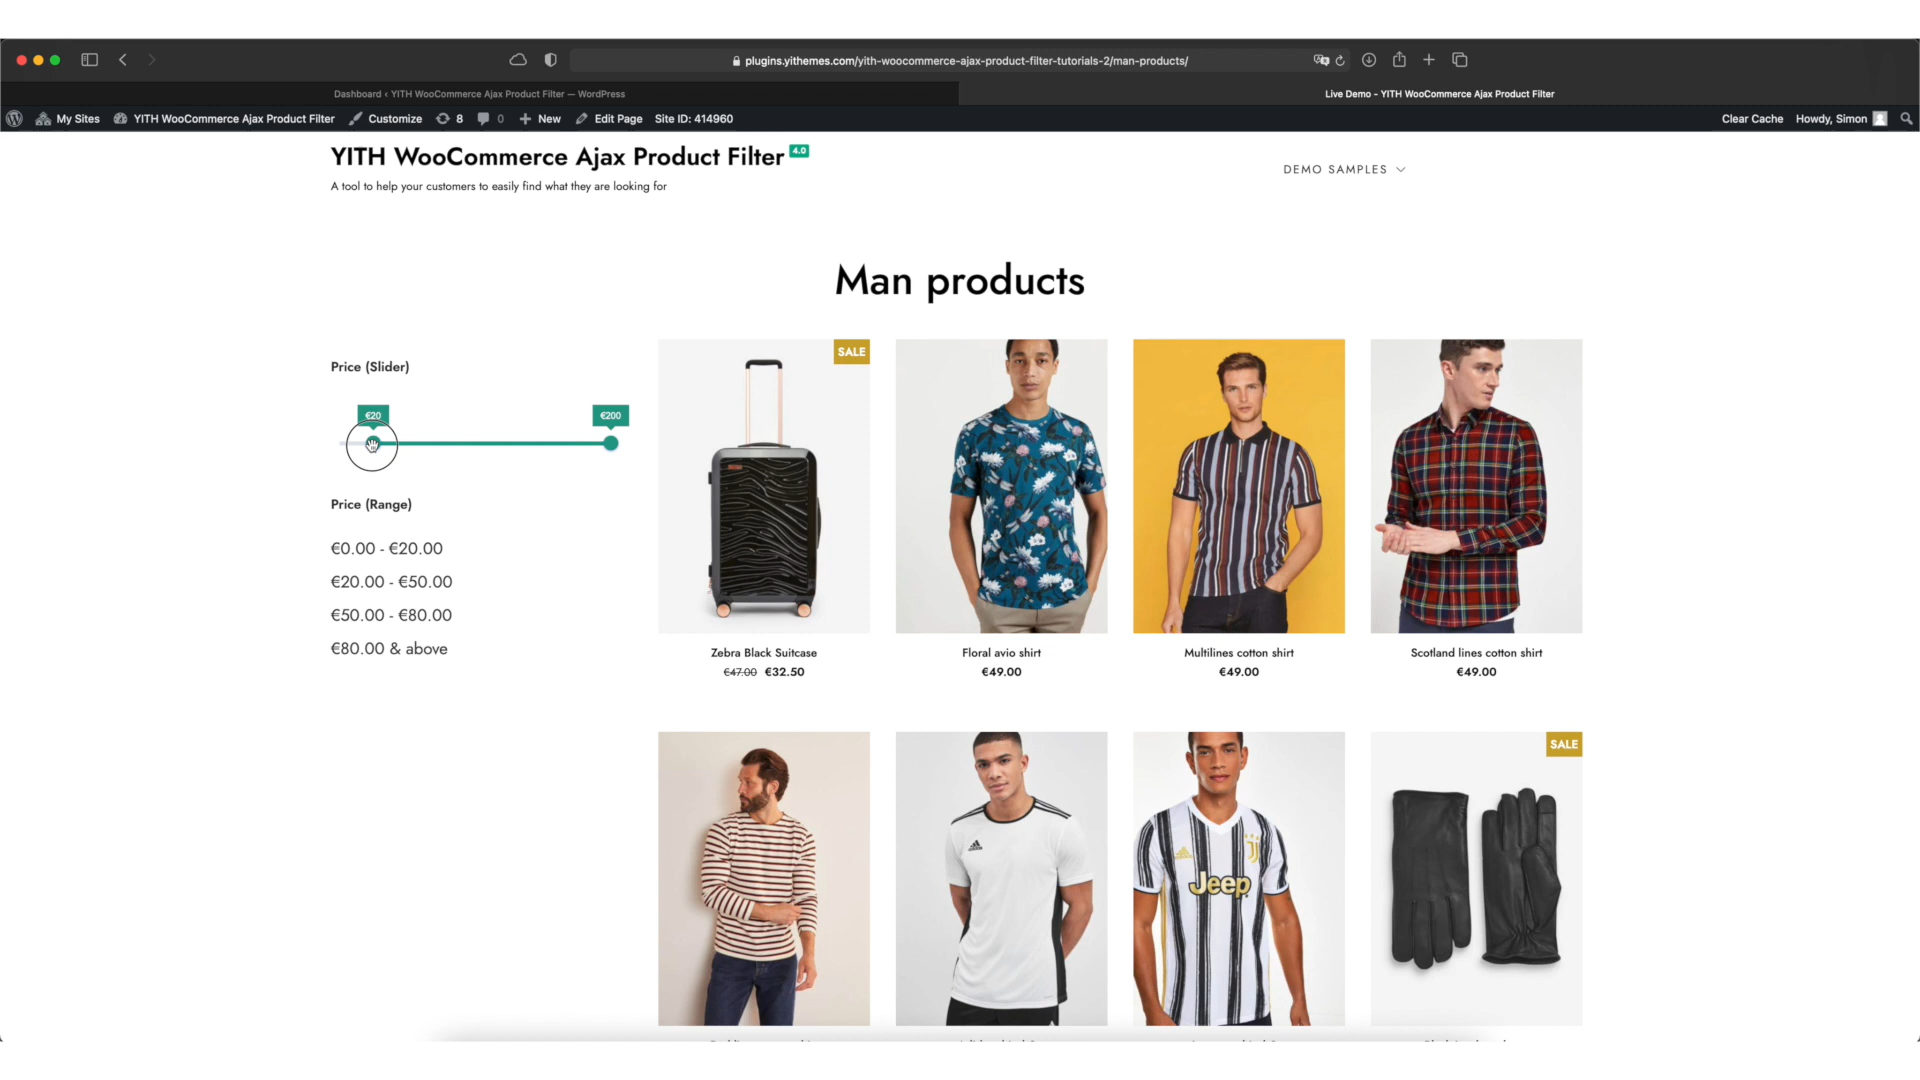 plugins.yithemes.com/yith-woocommerce-ajax-product-filter-tutorials-2/man-products/
Dashboard ‹ YITH WooCommerce Ajax Product Filter — WordPress
Live Demo - YITH WooCommerce Ajax Product Filter
My Sites YITH WooCommerce Ajax Product Filter Customize 8 0 New Edit Page Site ID: 414960 Clear Cache Howdy, Simon
YITH WooCommerce Ajax Product Filter 4.0
A tool to help your customers to easily find what they are looking for
DEMO SAMPLES
Man products
Price (Slider)
€20 €200
Price (Range)
€0.00 - €20.00
€20.00 - €50.00
€50.00 - €80.00
€80.00 & above
SALE
Zebra Black Suitcase
€47.00 €32.50
Floral avio shirt
€49.00
Multilines cotton shirt
€49.00
Scotland lines cotton shirt
€49.00
Jeep
SALE